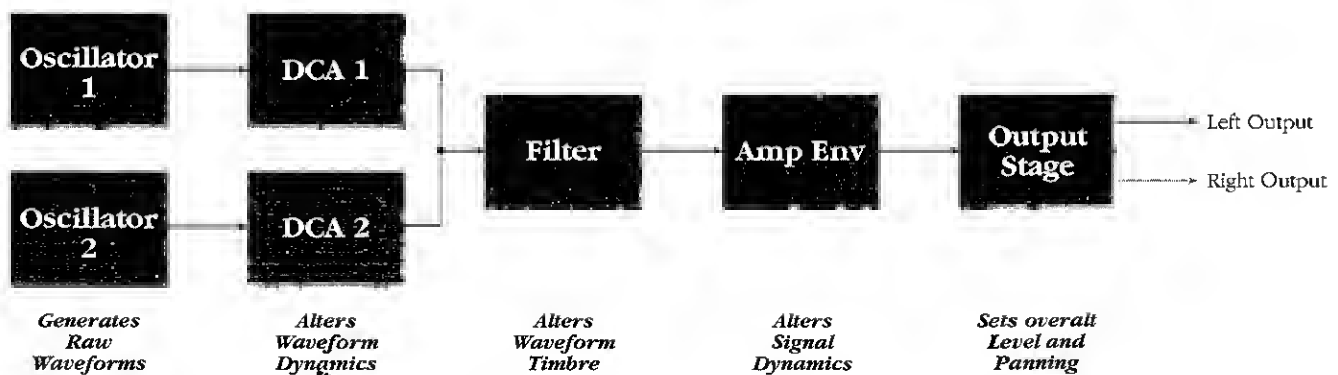 Oscillator
1
DCA 1
Filter
Amp Env
Output
Stage
Left Output
Right Output
Oscillator
2
DCA 2
Generates
Raw
Waveforms
Alters
Waveform
Dynamics
Alters
Waveform
Timbre
Alters
Signal
Dynamics
Sets overall
Level and
Panning